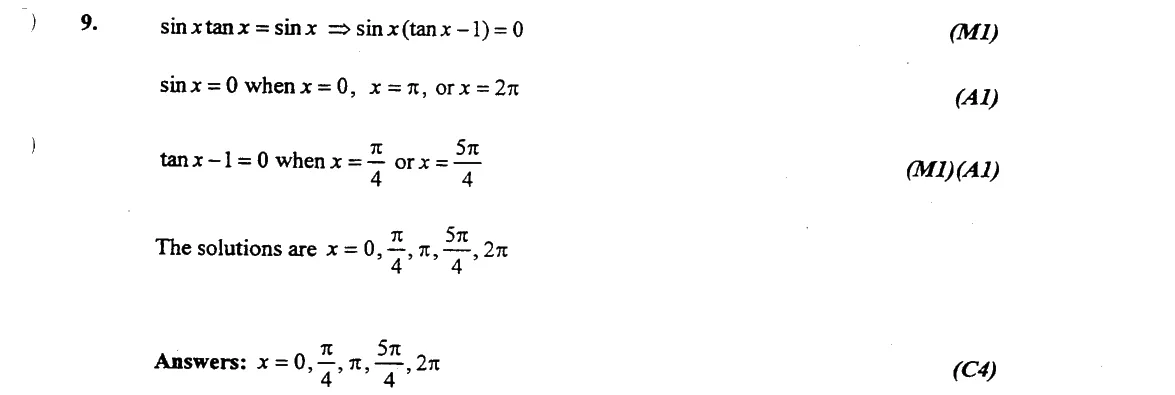 9. sin x tan x = sin x ⇒ sin x (tan x − 1) = 0 (M1)
sin x = 0 when x = 0, x = π, or x = 2π (A1)
tan x − 1 = 0 when x = π/4 or x = 5π/4 (M1)(A1)
The solutions are x = 0, π/4, π, 5π/4, 2π
Answers: x = 0, π/4, π, 5π/4, 2π (C4)